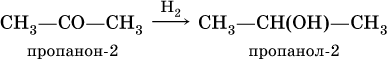 CH₃—CO—CH₃ —H₂→ CH₃—CH(OH)—CH₃
пропанон-2 пропанол-2